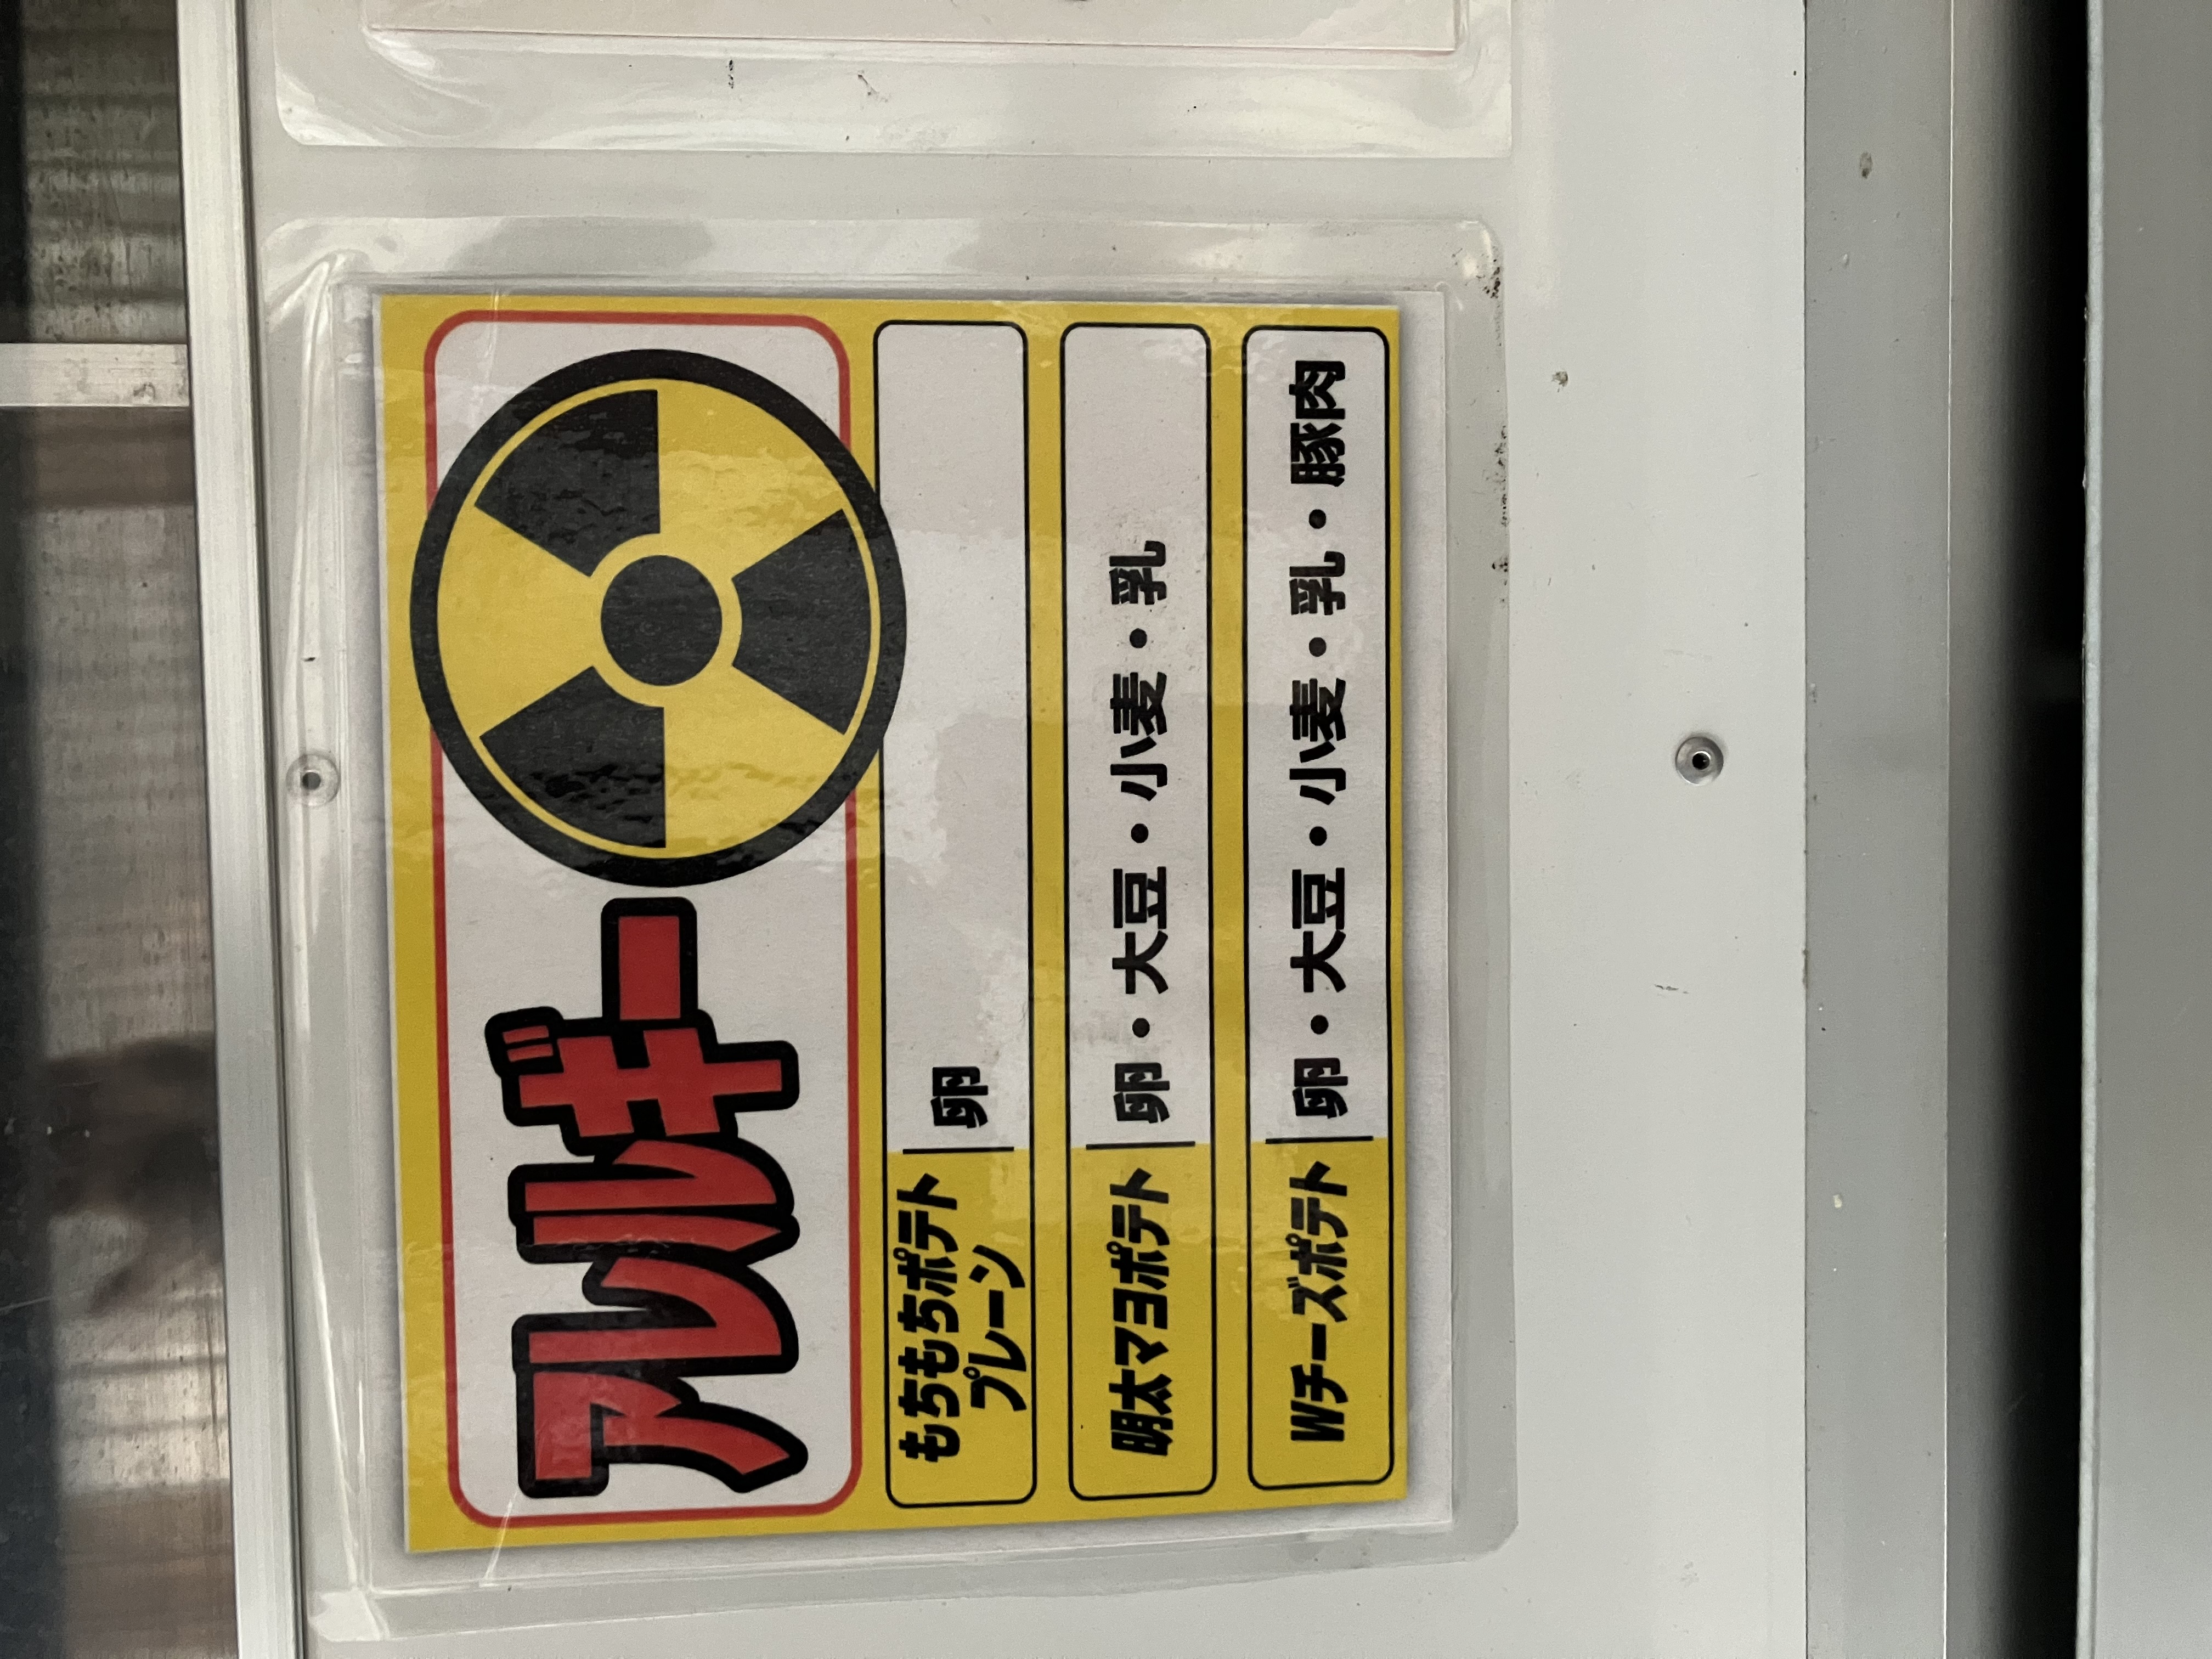 アレルギー
もちもちポテト
プレーン
卵
明太マヨポテト
卵・大豆・小麦・乳
Wチーズポテト
卵・大豆・小麦・乳・豚肉